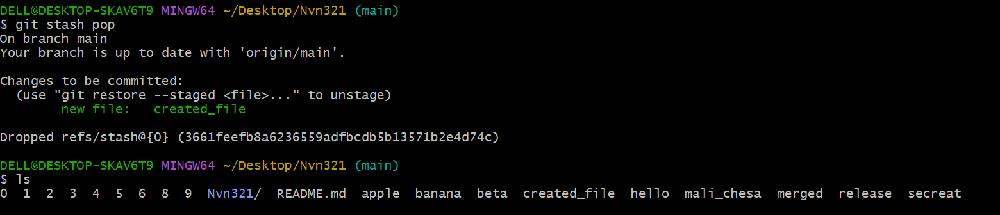 DELL@DESKTOP-SKAV6T9 MINGW64 ~/Desktop/Nvn321 (main)
$ git stash pop
On branch main
Your branch is up to date with 'origin/main'.
Changes to be committed:
  (use "git restore --staged <file>..." to unstage)
        new file:   created_file
Dropped refs/stash@{0} (3661feefb8a6236559adfbcdb5b13571b2e4d74c)
DELL@DESKTOP-SKAV6T9 MINGW64 ~/Desktop/Nvn321 (main)
$ ls
0  1  2  3  4  5  6  8  9  Nvn321/  README.md  apple  banana  beta  created_file  hello  mali_chesa  merged  release  secreat